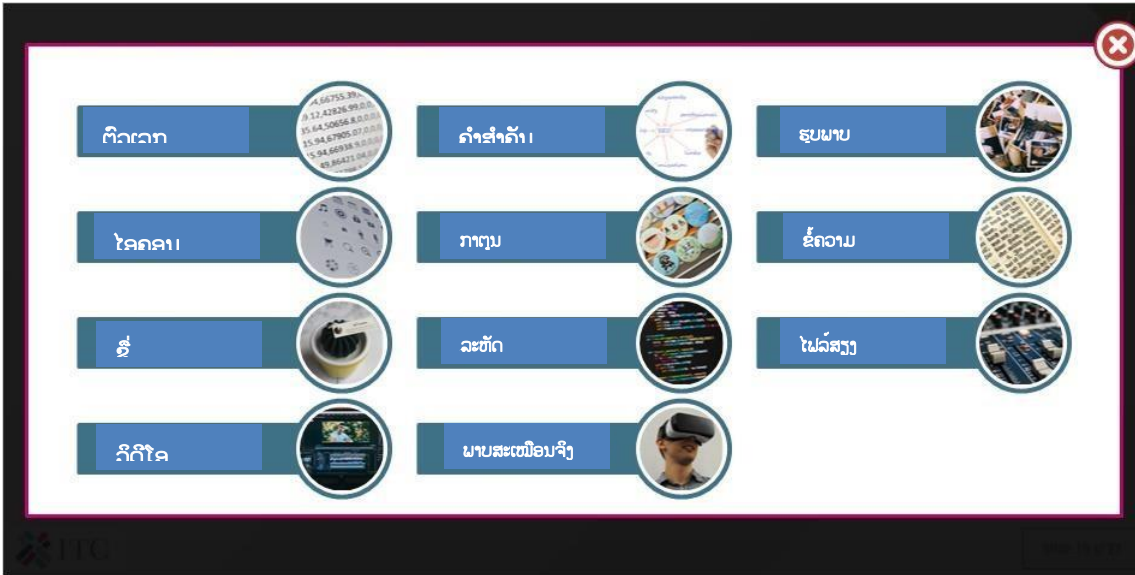 ຕົວເລກ
ຄໍາສໍາຄັນ
ຮູບພາບ
ໄອຄອນ
ກາຕູນ
ຂໍ້ຄວາມ
ຊື່
ລະຫັດ
ໄຟລ໌ສຽງ
ວິດີໂອ
ພາບສະເໝືອນຈິງ
ITC